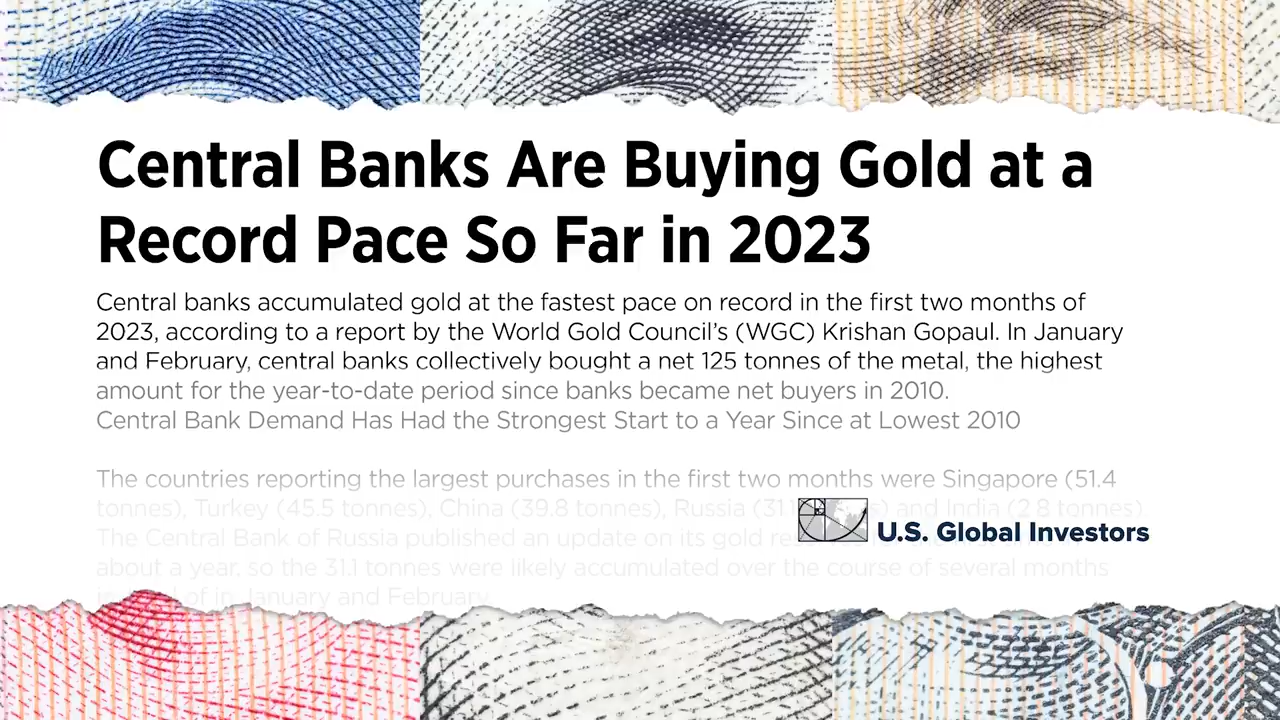 Central Banks Are Buying Gold at a
Record Pace So Far in 2023
Central banks accumulated gold at the fastest pace on record in the first two months of
2023, according to a report by the World Gold Council's (WGC) Krishan Gopaul. In January
and February, central banks collectively bought a net 125 tonnes of the metal, the highest
amount for the year-to-date period since banks became net buyers in 2010.
Central Bank Demand Has Had the Strongest Start to a Year Since at Lowest 2010
The countries reporting the largest purchases in the first two months were Singapore (51.4
tonnes), Turkey (45.5 tonnes), China (39.8 tonnes), Russia and India (2.8 tonnes).
The Central Bank of Russia published an update on its gold
about a year, so the 31.1 tonnes were likely accumulated over the course of several months
of in January and February.
U.S. Global Investors